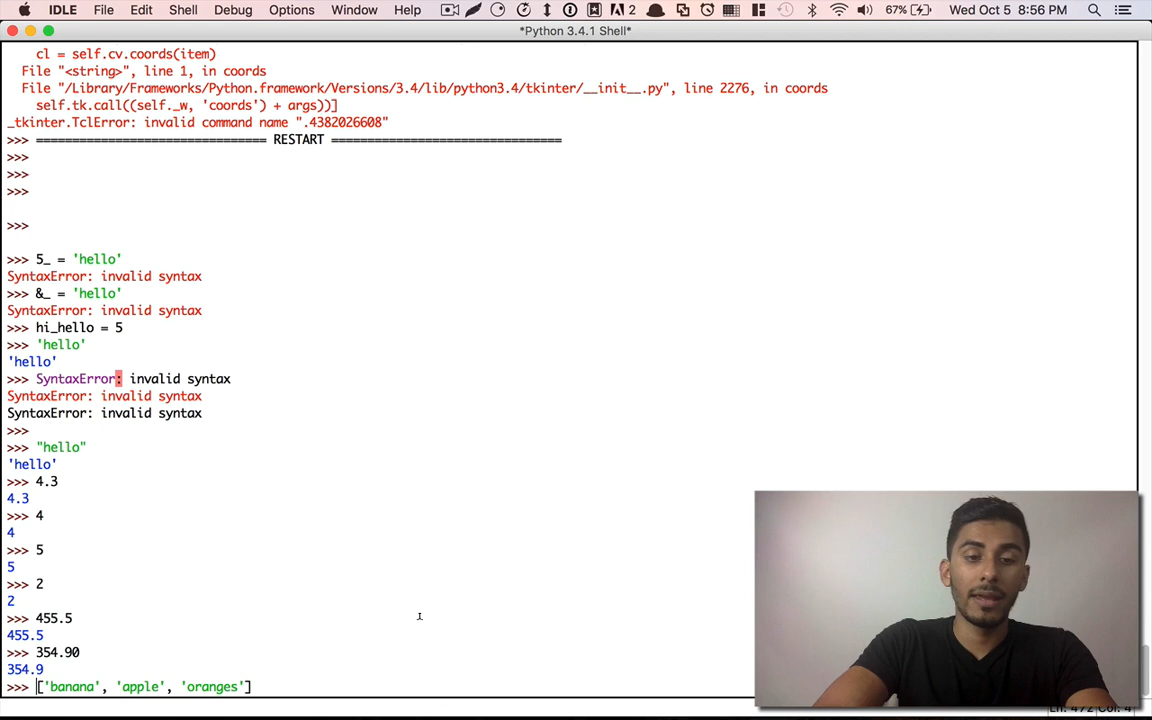 IDLE File Edit Shell Debug Options Window Help 2 67% Wed Oct 5 8:56 PM
*Python 3.4.1 Shell*
cl = self.cv.coords(item)
File "<string>", line 1, in coords
File "/Library/Frameworks/Python.framework/Versions/3.4/lib/python3.4/tkinter/__init__.py", line 2276, in coords
self.tk.call((self._w, 'coords') + args))]
_tkinter.TclError: invalid command name ".4382026608"
>>> ================================ RESTART ================================
>>>
>>>
>>>
>>>
>>> 5_ = 'hello'
SyntaxError: invalid syntax
>>> &_ = 'hello'
SyntaxError: invalid syntax
>>> hi_hello = 5
>>> 'hello'
'hello'
>>> SyntaxError: invalid syntax
SyntaxError: invalid syntax
SyntaxError: invalid syntax
>>>
>>> "hello"
'hello'
>>> 4.3
4.3
>>> 4
4
>>> 5
5
>>> 2
2
>>> 455.5
455.5
>>> 354.90
354.9
>>> ['banana', 'apple', 'oranges']